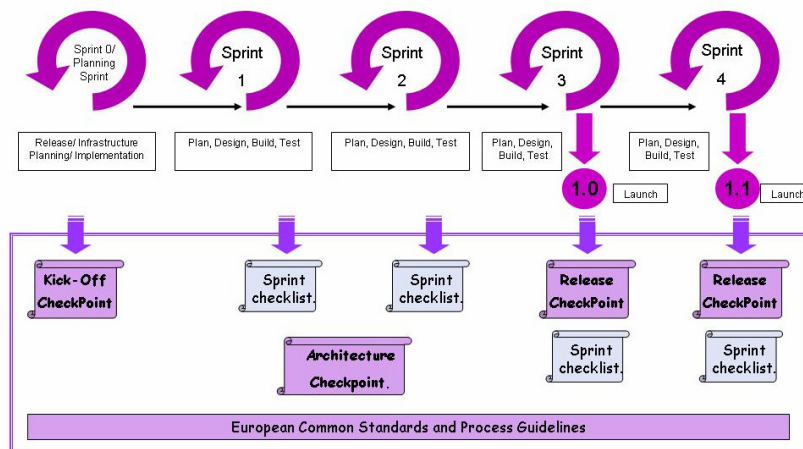 Sprint 0/
Planning
Sprint
Sprint
1
Sprint
2
Sprint
3
Sprint
4
Release/ Infrastructure
Planning/ Implementation
Plan, Design, Build, Test
Plan, Design, Build, Test
Plan, Design,
Build, Test
Plan, Design,
Build, Test
1.0
Launch
1.1
Launch
Kick-Off
CheckPoint
Sprint
checklist.
Sprint
checklist.
Release
CheckPoint
Release
CheckPoint
Architecture
Checkpoint.
Sprint
checklist.
Sprint
checklist.
European Common Standards and Process Guidelines